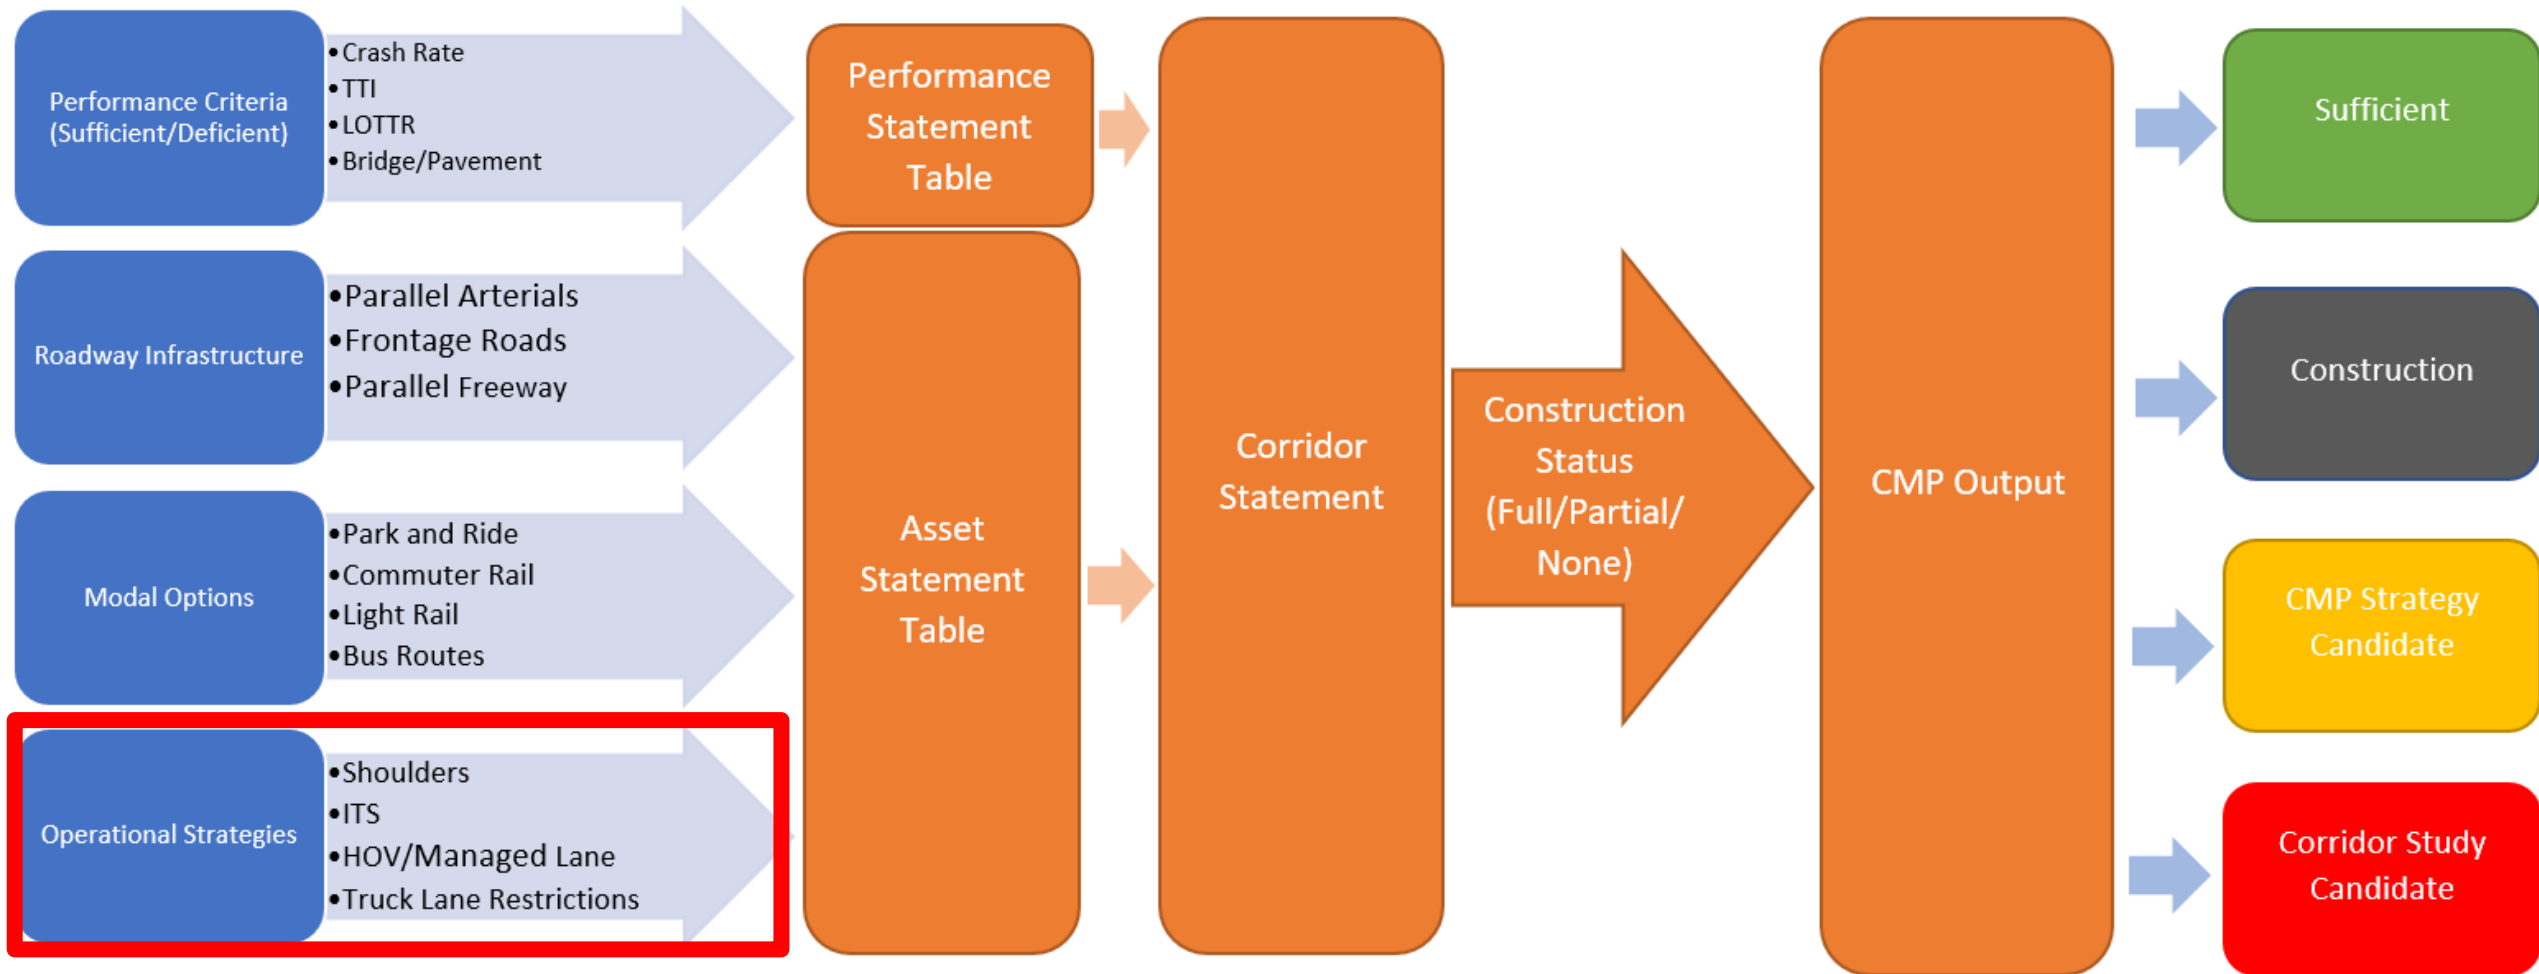 Performance Criteria
(Sufficient/Deficient)
•Crash Rate
•TTI
•LOTTR
•Bridge/Pavement
Roadway Infrastructure
•Parallel Arterials
•Frontage Roads
•Parallel Freeway
Modal Options
•Park and Ride
•Commuter Rail
•Light Rail
•Bus Routes
Operational Strategies
•Shoulders
•ITS
•HOV/Managed Lane
•Truck Lane Restrictions
Performance
Statement
Table
Asset
Statement
Table
Corridor
Statement
Construction
Status
(Full/Partial/
None)
CMP Output
Sufficient
Construction
CMP Strategy
Candidate
Corridor Study
Candidate